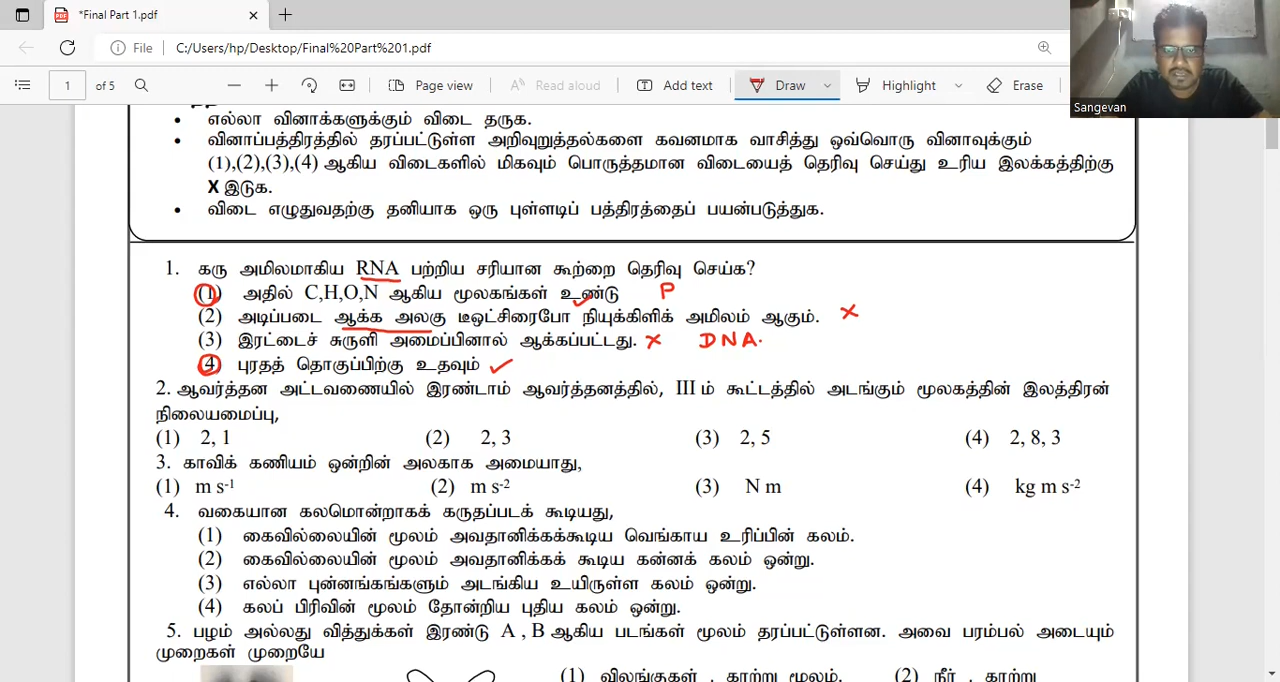 *Final Part 1.pdf
File C:/Users/hp/Desktop/Final%20Part%201.pdf
1 of 5 Page view Read aloud Add text Draw Highlight Erase
Sangevan
• எல்லா வினாக்களுக்கும் விடை தருக.
• வினாப்பத்திரத்தில் தரப்பட்டுள்ள அறிவுறுத்தல்களை கவனமாக வாசித்து ஒவ்வொரு வினாவுக்கும்
(1),(2),(3),(4) ஆகிய விடைகளில் மிகவும் பொருத்தமான விடையைத் தெரிவு செய்து உரிய இலக்கத்திற்கு
X இடுக.
• விடை எழுதுவதற்கு தனியாக ஒரு புள்ளடிப் பத்திரத்தைப் பயன்படுத்துக.
1. கரு அமிலமாகிய RNA பற்றிய சரியான கூற்றை தெரிவு செய்க?
(1) அதில் C,H,O,N ஆகிய மூலகங்கள் உண்டு P
(2) அடிப்படை ஆக்க அலகு டீஒட்சிரைபோ நியுக்கிளிக் அமிலம் ஆகும். X
(3) இரட்டைச் சுருளி அமைப்பினால் ஆக்கப்பட்டது. X DNA.
(4) புரதத் தொகுப்பிற்கு உதவும் ✓
2. ஆவர்த்தன அட்டவணையில் இரண்டாம் ஆவர்த்தனத்தில், III ம் கூட்டத்தில் அடங்கும் மூலகத்தின் இலத்திரன்
நிலையமைப்பு,
(1) 2, 1 (2) 2, 3 (3) 2, 5 (4) 2, 8, 3
3. காவிக் கணியம் ஒன்றின் அலகாக அமையாது,
(1) m s-1 (2) m s-2 (3) N m (4) kg m s-2
4. வகையான கலமொன்றாகக் கருதப்படக் கூடியது,
(1) கைவில்லையின் மூலம் அவதானிக்கக்கூடிய வெங்காய உரிப்பின் கலம்.
(2) கைவில்லையின் மூலம் அவதானிக்கக் கூடிய கன்னக் கலம் ஒன்று.
(3) எல்லா புன்னங்கங்களும் அடங்கிய உயிருள்ள கலம் ஒன்று.
(4) கலப் பிரிவின் மூலம் தோன்றிய புதிய கலம் ஒன்று.
5. பழம் அல்லது வித்துக்கள் இரண்டு A , B ஆகிய படங்கள் மூலம் தரப்பட்டுள்ளன. அவை பரம்பல் அடையும்
முறைகள் முறையே
(1) விலங்குகள் , காற்று மூலம். (2) நீர் , காற்று